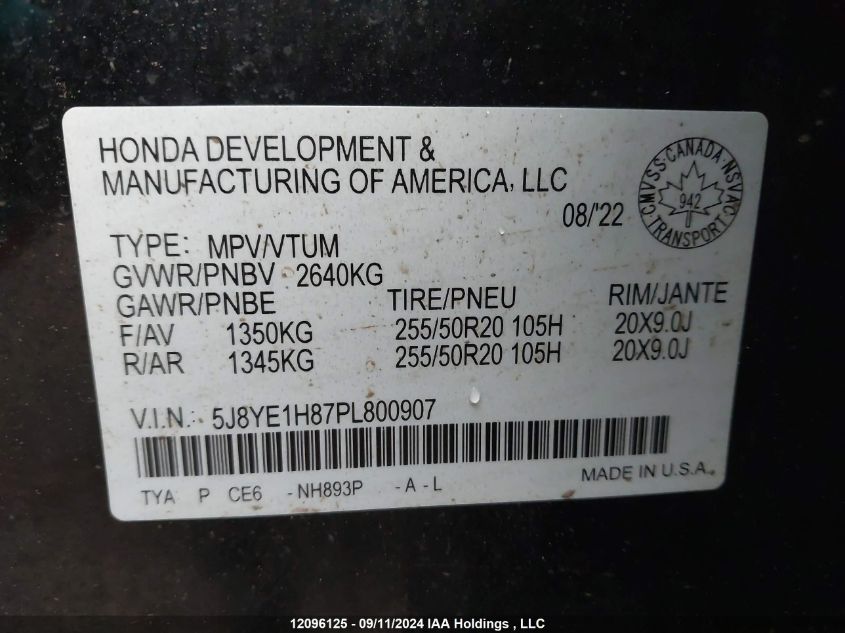 HONDA DEVELOPMENT &
MANUFACTURING OF AMERICA, LLC
08/'22
CMVSS·CANADA·NSVAC
942
TRANSPORT
TYPE: MPV/VTUM
GVWR/PNBV 2640KG
GAWR/PNBE TIRE/PNEU RIM/JANTE
F/AV 1350KG 255/50R20 105H 20X9.0J
R/AR 1345KG 255/50R20 105H 20X9.0J
V.I.N.: 5J8YE1H87PL800907
MADE IN U.S.A.
TYA P CE6 -NH893P -A-L
12096125 - 09/11/2024 IAA Holdings , LLC